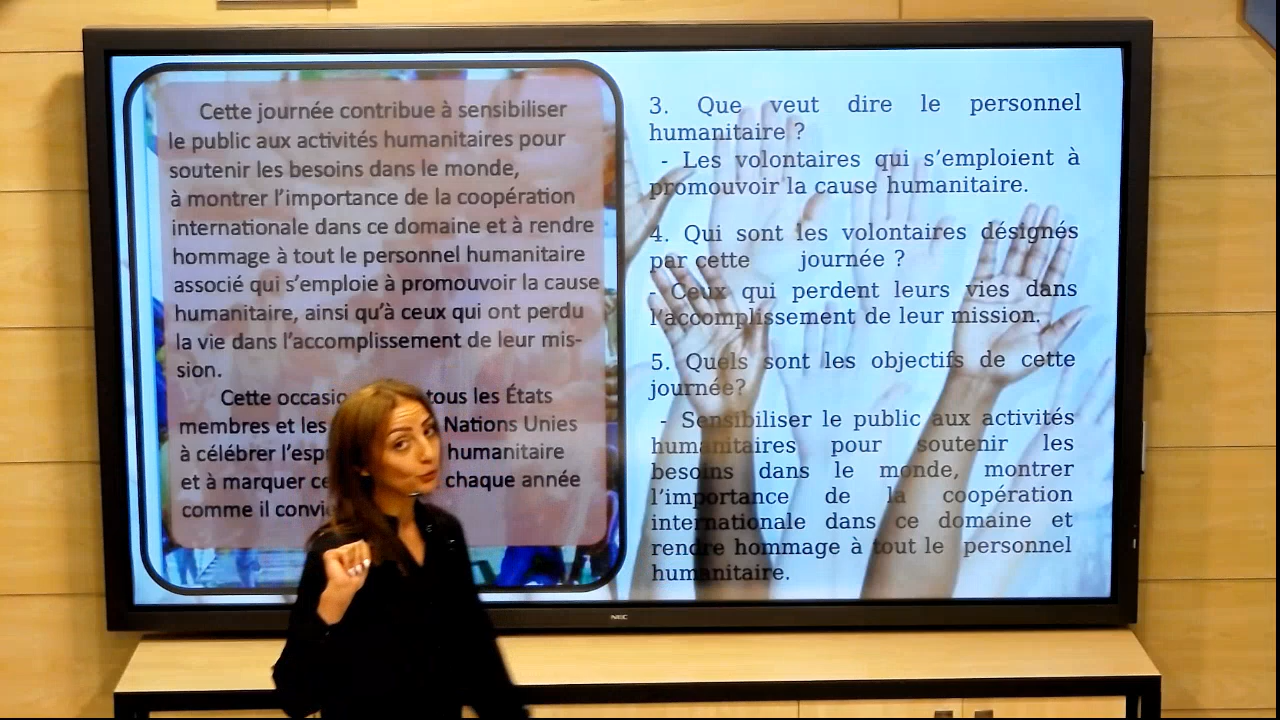 Cette journée contribue à sensibiliser
le public aux activités humanitaires pour
soutenir les besoins dans le monde,
à montrer l'importance de la coopération
internationale dans ce domaine et à rendre
hommage à tout le personnel humanitaire
associé qui s'emploie à promouvoir la cause
humanitaire, ainsi qu'à ceux qui ont perdu
la vie dans l'accomplissement de leur mis-
sion.
Cette tous les États
membres et les Nations Unies
à célébrer humanitaire
et à marquer chaque année
comme il
3. Que veut dire le personnel
humanitaire ?
- Les volontaires qui s'emploient à
promouvoir la cause humanitaire.
4. Qui sont les volontaires désignés
par cette journée ?
- Ceux qui perdent leurs vies dans
l'accomplissement de leur mission.
5. Quels sont les objectifs de cette
journée?
- Sensibiliser le public aux activités
humanitaires pour soutenir les
besoins dans le monde, montrer
l'importance de la coopération
internationale dans ce domaine et
rendre hommage à tout le personnel
humanitaire.
NEC